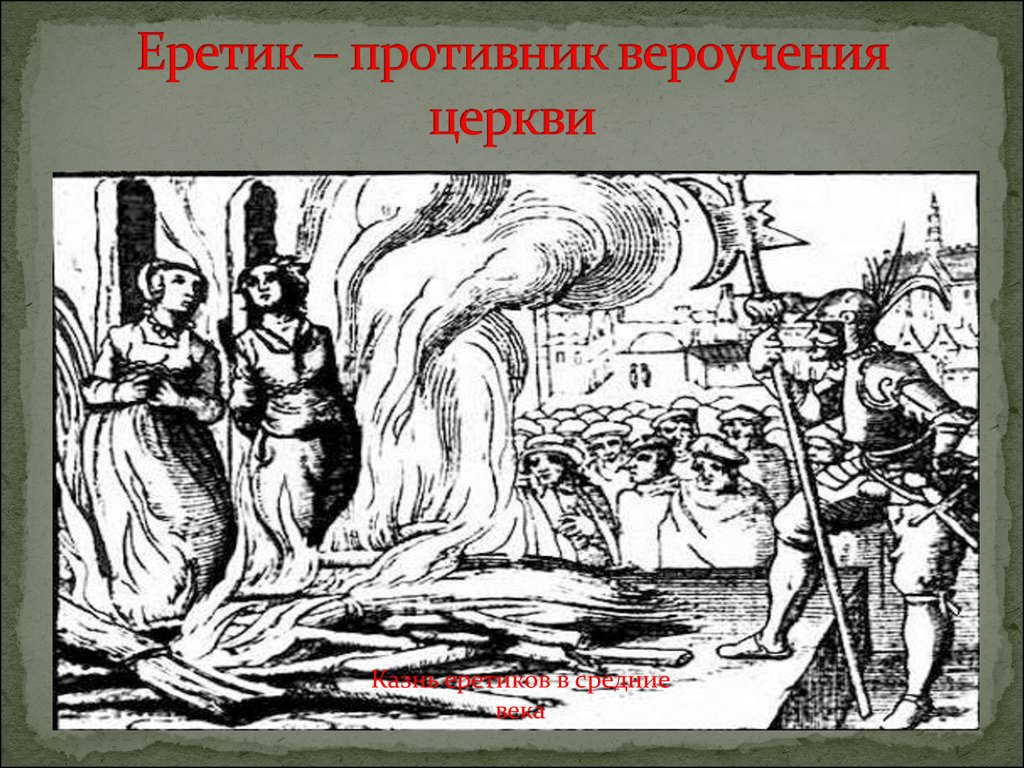 Еретик – противник вероучения
церкви
Казнь еретиков в средние
века